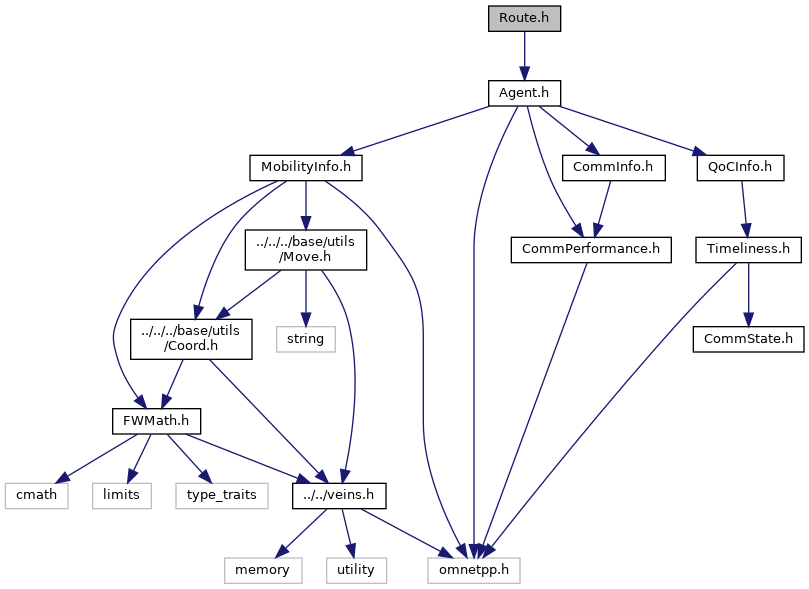 Route.h
Agent.h
MobilityInfo.h
CommInfo.h
QoCInfo.h
../../../base/utils
/Move.h
CommPerformance.h
Timeliness.h
../../../base/utils
/Coord.h
string
CommState.h
FWMath.h
cmath
limits
type_traits
../../veins.h
memory
utility
omnetpp.h